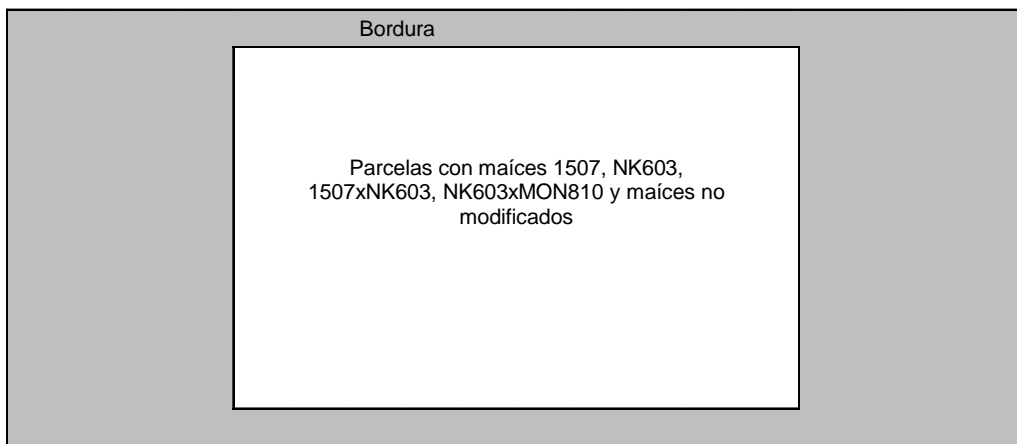 Bordura
Parcelas con maíces 1507, NK603,
1507xNK603, NK603xMON810 y maíces no
modificados